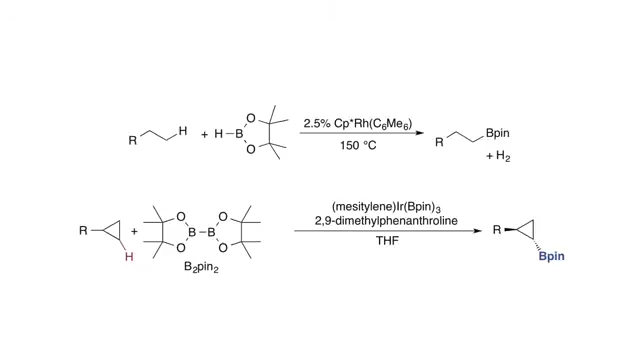 R H + H–B O O 2.5% Cp*Rh(C₆Me₆) R Bpin
150 °C
+ H₂
R H + O O B–B O O (mesitylene)Ir(Bpin)₃ R Bpin
2,9-dimethylphenanthroline
THF
B₂pin₂